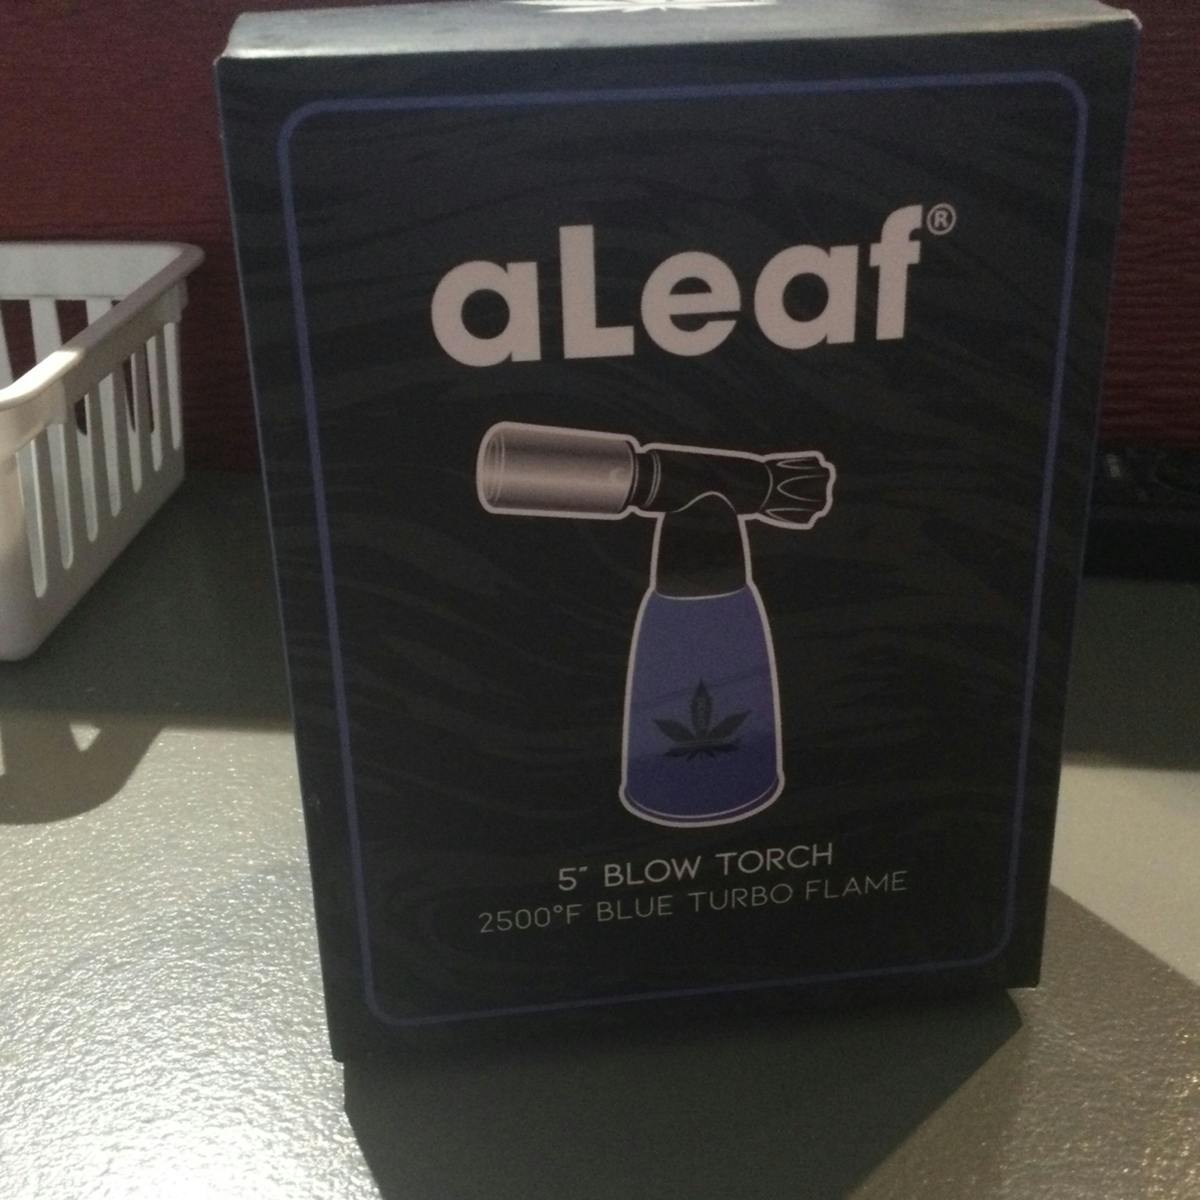 aLeaf®
5" BLOW TORCH
2500°F BLUE TURBO FLAME